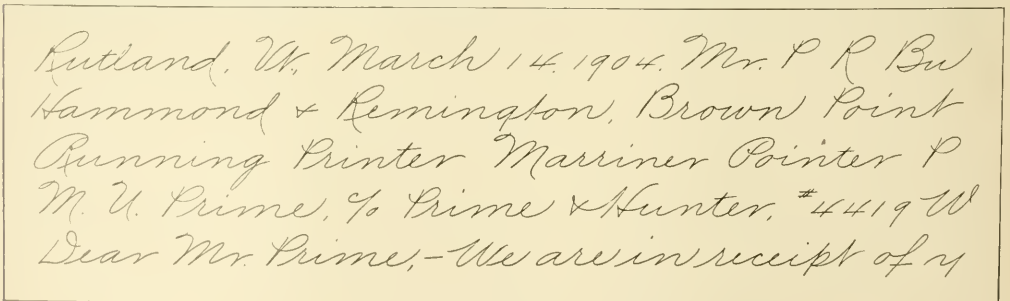 Rutland, Vt., March 14, 1904. Mr. P R Bu
Hammond & Remington, Brown Point
Running Printer Marriner Pointer P
M. U. Prime, c/o Prime & Hunter, #4419 W
Dear Mr. Prime,- We are in receipt of y